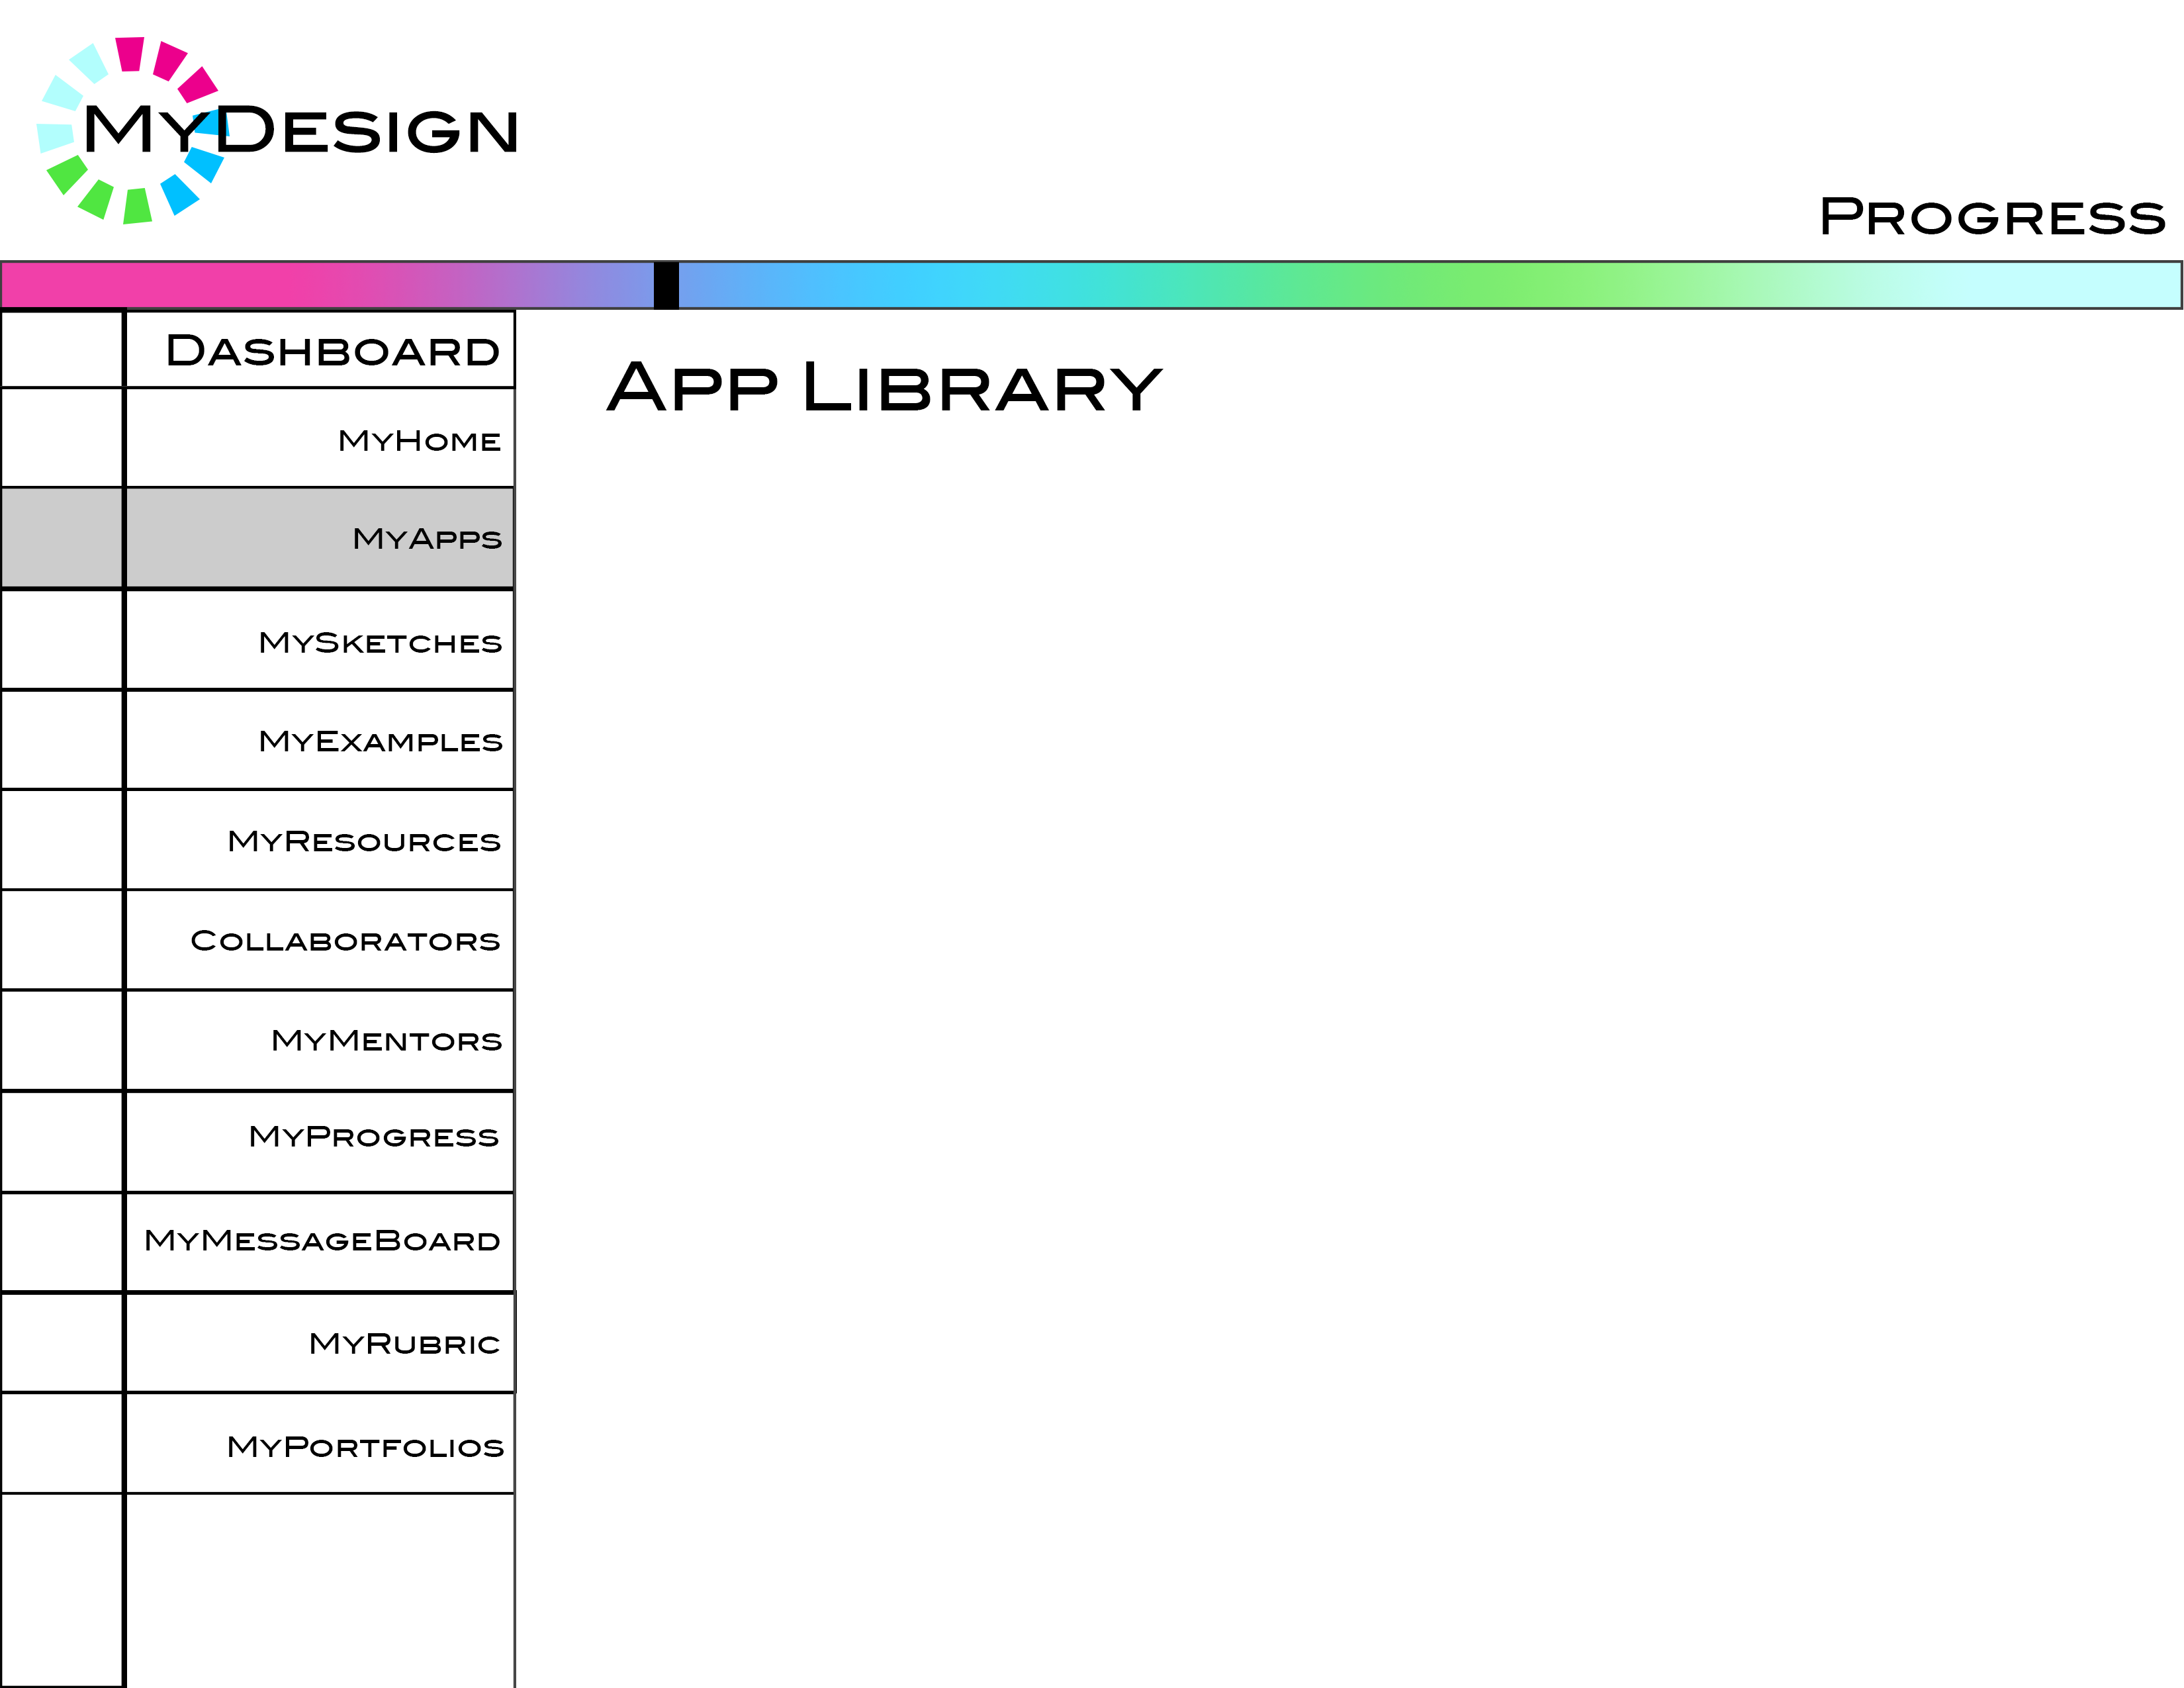 MyDesign
Progress
Dashboard
App Library
MyHome
MyApps
MySketches
MyExamples
MyResources
Collaborators
MyMentors
MyProgress
MyMessageBoard
MyRubric
MyPortfolios